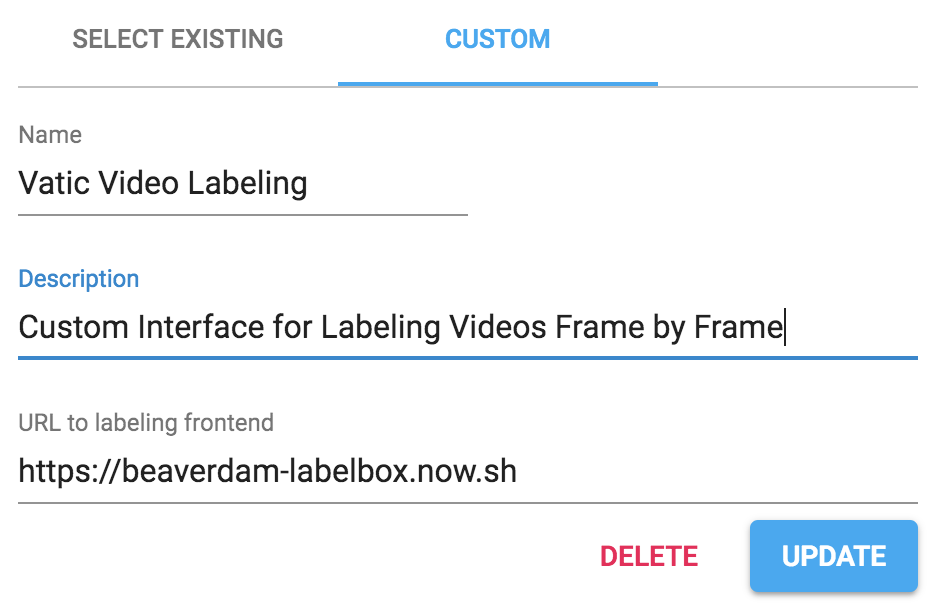 SELECT EXISTING CUSTOM
Name
Vatic Video Labeling
Description
Custom Interface for Labeling Videos Frame by Frame
URL to labeling frontend
https://beaverdam-labelbox.now.sh
DELETE UPDATE